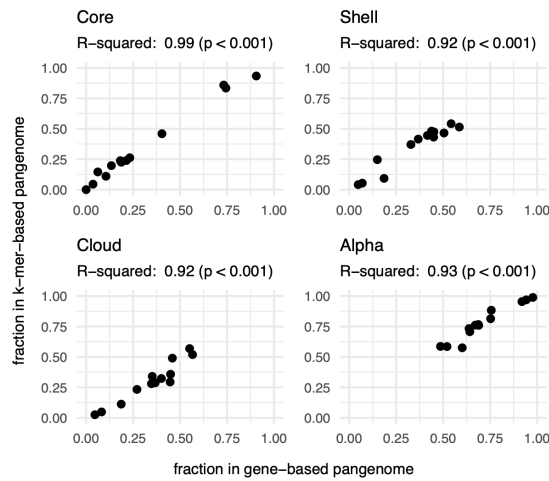 Core
R−squared: 0.99 (p < 0.001)
Shell
R−squared: 0.92 (p < 0.001)
1.00
0.75
0.50
0.25
0.00
0.00 0.25 0.50 0.75 1.00
1.00
0.75
0.50
0.25
0.00
0.00 0.25 0.50 0.75 1.00
Cloud
R−squared: 0.92 (p < 0.001)
Alpha
R−squared: 0.93 (p < 0.001)
1.00
0.75
0.50
0.25
0.00
0.00 0.25 0.50 0.75 1.00
1.00
0.75
0.50
0.25
0.00
0.00 0.25 0.50 0.75 1.00
fraction in k−mer−based pangenome
fraction in gene−based pangenome